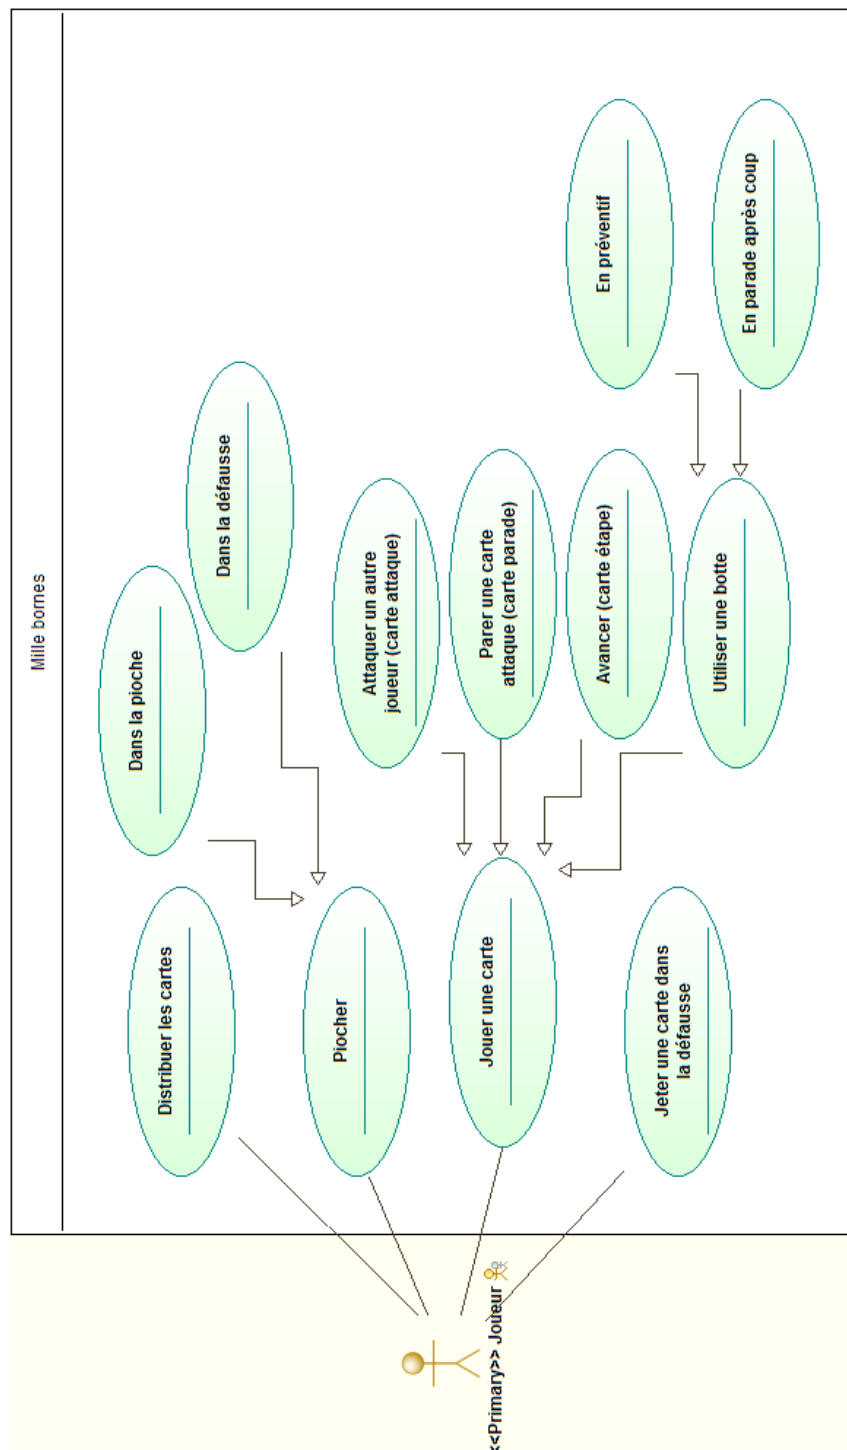 Mille bornes
Distribuer les cartes
Dans la pioche
Dans la défausse
Piocher
Attaquer un autre
joueur (carte attaque)
Jouer une carte
Parer une carte
attaque (carte parade)
Avancer (carte étape)
Utiliser une botte
En préventif
En parade après coup
Jeter une carte dans
la défausse
<<Primary>> Joueur